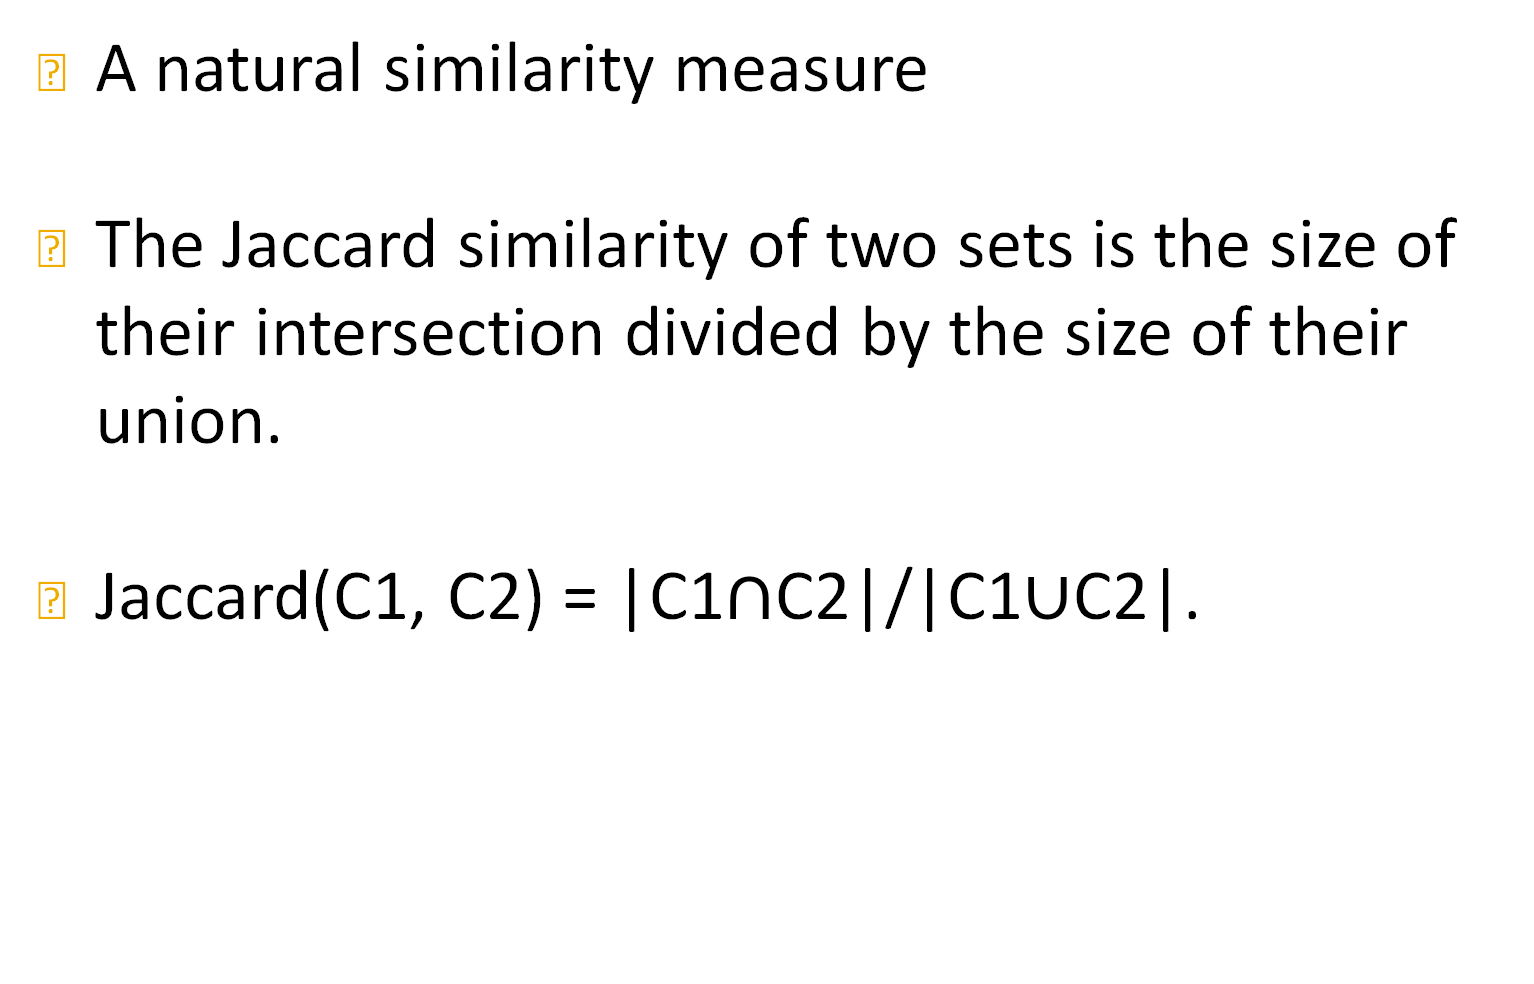 A natural similarity measure
The Jaccard similarity of two sets is the size of
their intersection divided by the size of their
union.
Jaccard(C1, C2) = |C1∩C2|/|C1∪C2|.